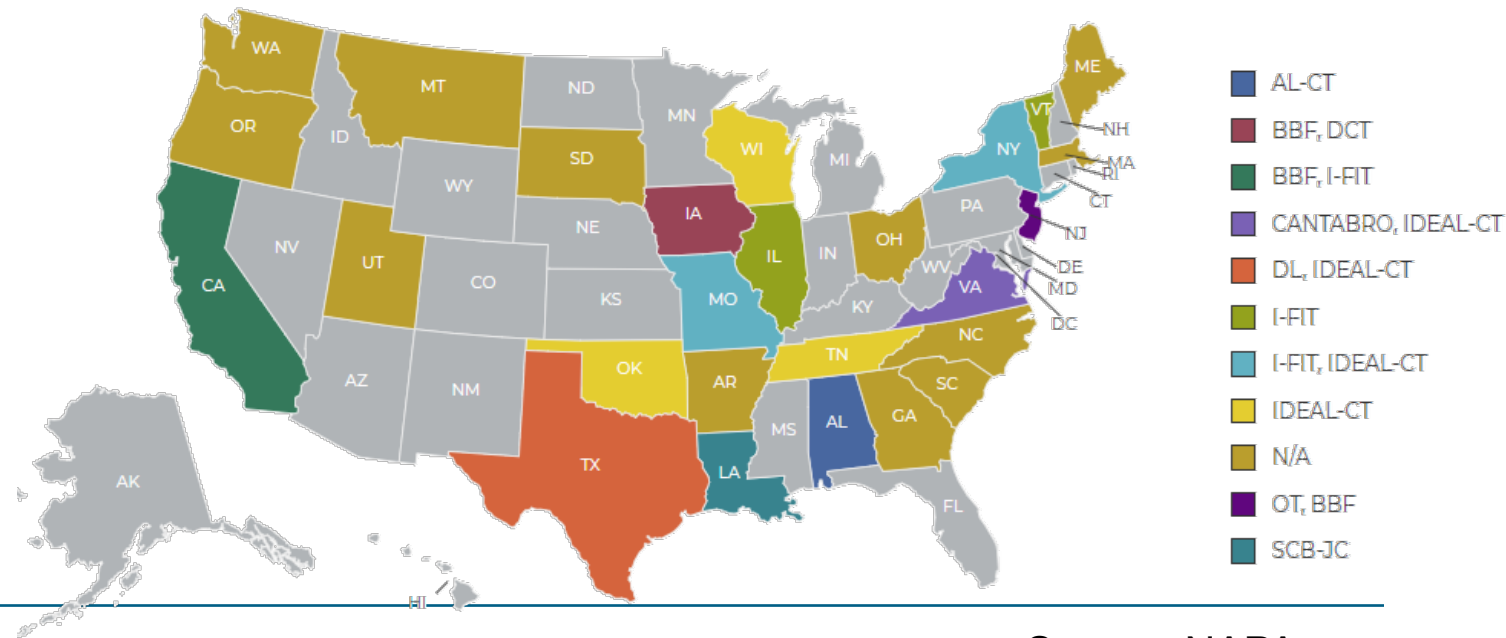 WA
MT
ND
MN
ME
VT
NH
OR
ID
SD
WI
MI
NY
MA
RI
CT
WY
IA
PA
NJ
NE
NV
UT
CO
IL
IN
OH
WV
DE
MD
DC
CA
KS
MO
KY
VA
AZ
NM
OK
TN
NC
AR
SC
MS
AL
GA
TX
LA
FL
AK
HI
AL-CT
BBF, DCT
BBF, I-FIT
CANTABRO, IDEAL-CT
DL, IDEAL-CT
I-FIT
I-FIT, IDEAL-CT
IDEAL-CT
N/A
OT, BBF
SCB-JC